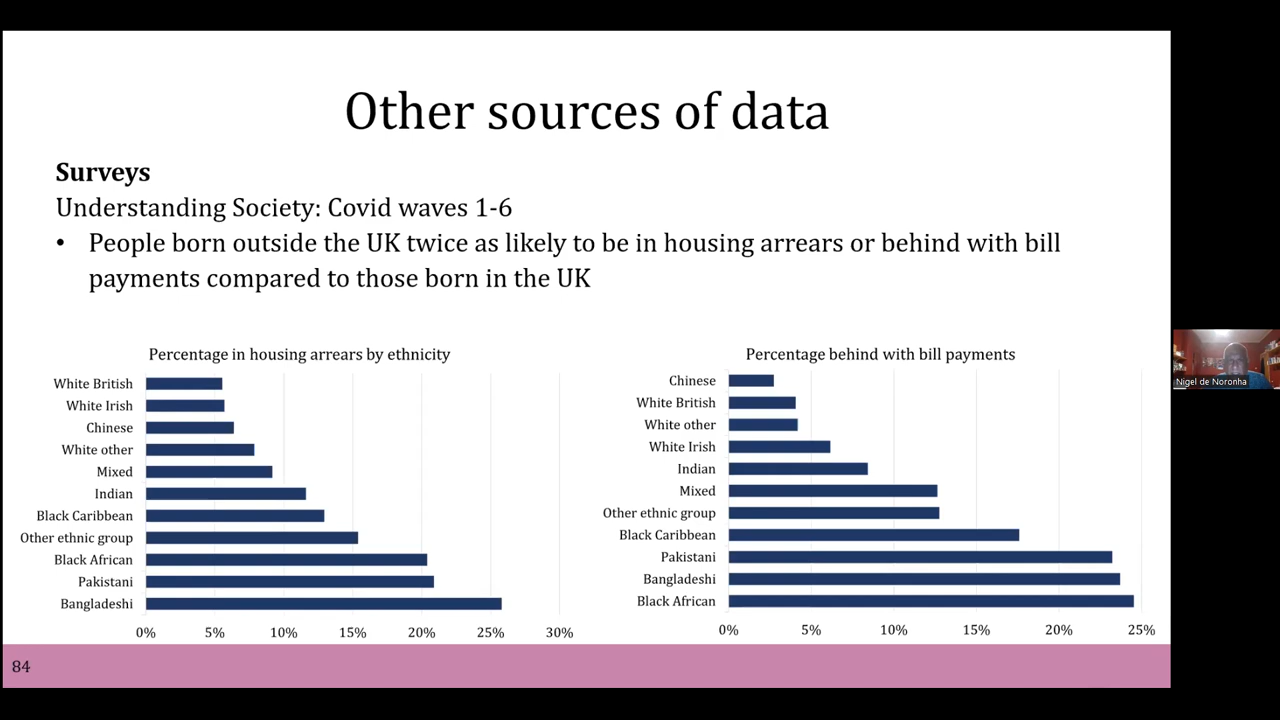 Other sources of data
Surveys
Understanding Society: Covid waves 1-6
• People born outside the UK twice as likely to be in housing arrears or behind with bill
payments compared to those born in the UK
Percentage in housing arrears by ethnicity
White British
White Irish
Chinese
White other
Mixed
Indian
Black Caribbean
Other ethnic group
Black African
Pakistani
Bangladeshi
0% 5% 10% 15% 20% 25% 30%
Percentage behind with bill payments
Chinese
White British
White other
White Irish
Indian
Mixed
Other ethnic group
Black Caribbean
Pakistani
Bangladeshi
Black African
0% 5% 10% 15% 20% 25%
Nigel de Noronha
84